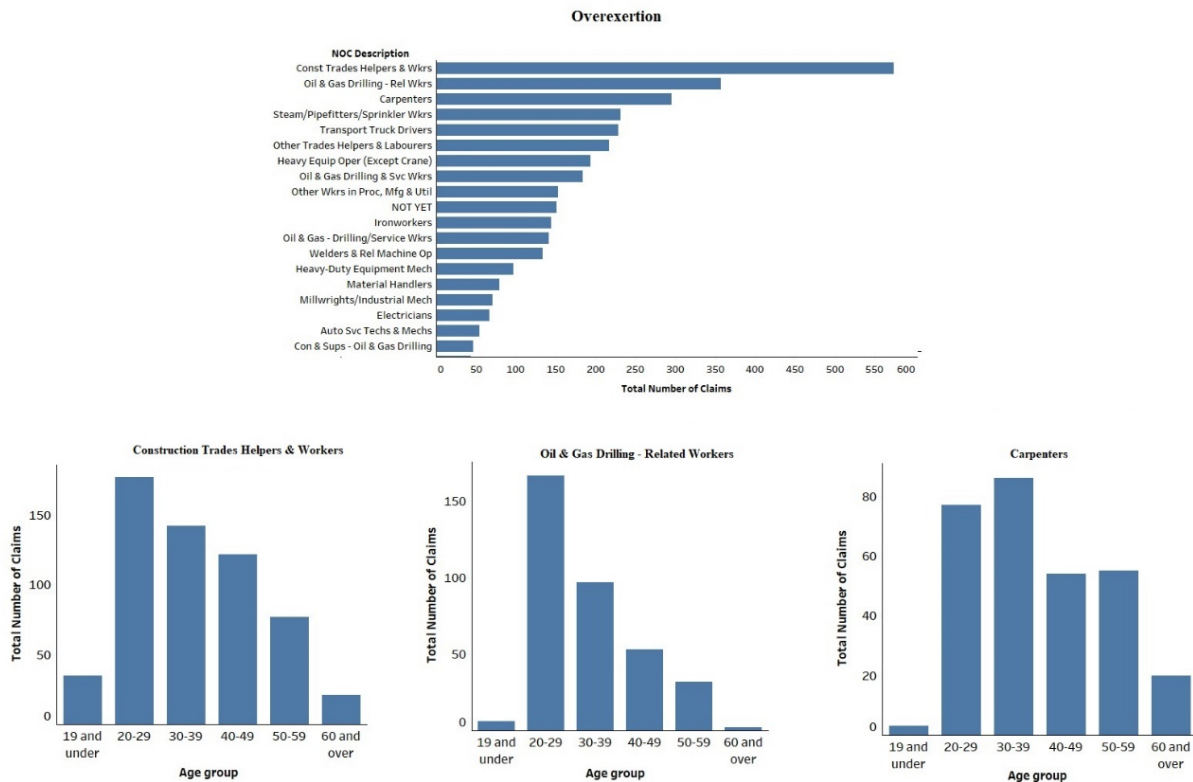 Overexertion
NOC Description
Const Trades Helpers & Wkrs
Oil & Gas Drilling - Rel Wkrs
Carpenters
Steam/Pipefitters/Sprinkler Wkrs
Transport Truck Drivers
Other Trades Helpers & Labourers
Heavy Equip Oper (Except Crane)
Oil & Gas Drilling & Svc Wkrs
Other Wkrs in Proc, Mfg & Util
NOT YET
Ironworkers
Oil & Gas - Drilling/Service Wkrs
Welders & Rel Machine Op
Heavy-Duty Equipment Mech
Material Handlers
Millwrights/Industrial Mech
Electricians
Auto Svc Techs & Mechs
Con & Sups - Oil & Gas Drilling
0 50 100 150 200 250 300 350 400 450 500 550 600
Total Number of Claims
Construction Trades Helpers & Workers
Total Number of Claims
150
100
50
0
19 and under 20-29 30-39 40-49 50-59 60 and over
Age group
Oil & Gas Drilling - Related Workers
Total Number of Claims
150
100
50
0
19 and under 20-29 30-39 40-49 50-59 60 and over
Age group
Carpenters
Total Number of Claims
80
60
40
20
0
19 and under 20-29 30-39 40-49 50-59 60 and over
Age group